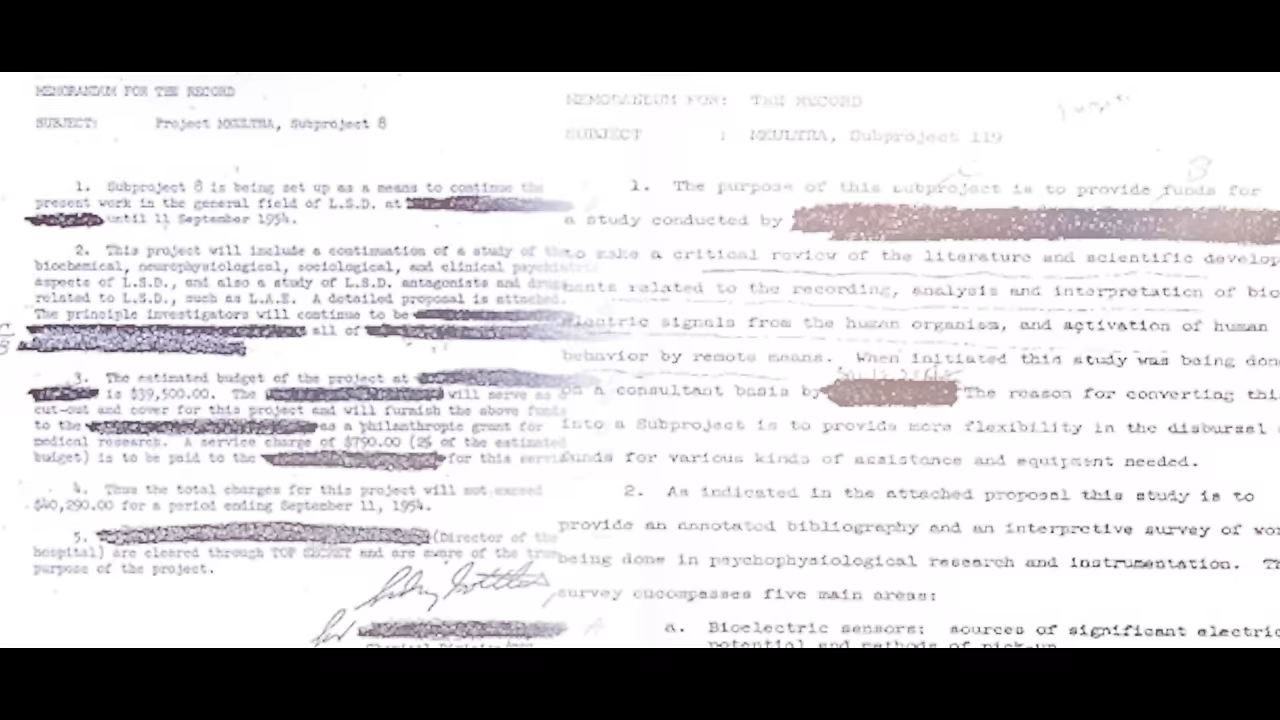 MEMORANDUM FOR THE RECORD
SUBJECT: Project MKULTRA, Subproject 8
1. Subproject 8 is being set up as a means to continue the
present work in the general field of L.S.D. at
until 11 September 1954.
2. This project will include a continuation of a study of the
biochemical, neurophysiological, sociological, and clinical psychiatric
aspects of L.S.D., and also a study of L.S.D. antagonists and drugs
related to L.S.D., such as L.A.E. A detailed proposal is attached.
The principle investigators will continue to be
all of
3. The estimated budget of the project at
is $39,500.00. The will serve as
cut-out and cover for this project and will furnish the above funds
to the as a philanthropic grant for
medical research. A service charge of $790.00 (2% of the estimated
budget) is to be paid to the for this
4. Thus the total charges for this project will not exceed
$40,290.00 for a period ending September 11, 1954.
5. (Director of the
hospital) are cleared through TOP SECRET and are aware of the true
purpose of the project.
Chemical Division
MEMORANDUM FOR: THE RECORD
SUBJECT : MKULTRA, Subproject 119
1. The purpose of this subproject is to provide funds for
a study conducted by
to make a critical review of the literature and scientific develop
ments related to the recording, analysis and interpretation of bio
electric signals from the human organism, and activation of human
behavior by remote means. When initiated this study was being don
on a consultant basis by The reason for converting thi
into a Subproject is to provide more flexibility in the disbursal
funds for various kinds of assistance and equipment needed.
2. As indicated in the attached proposal this study is to
provide an annotated bibliography and an interpretive survey of wo
being done in psychophysiological research and instrumentation. Th
survey encompasses five main areas:
a. Bioelectric sensors: sources of significant electric
potential and methods of pick-up